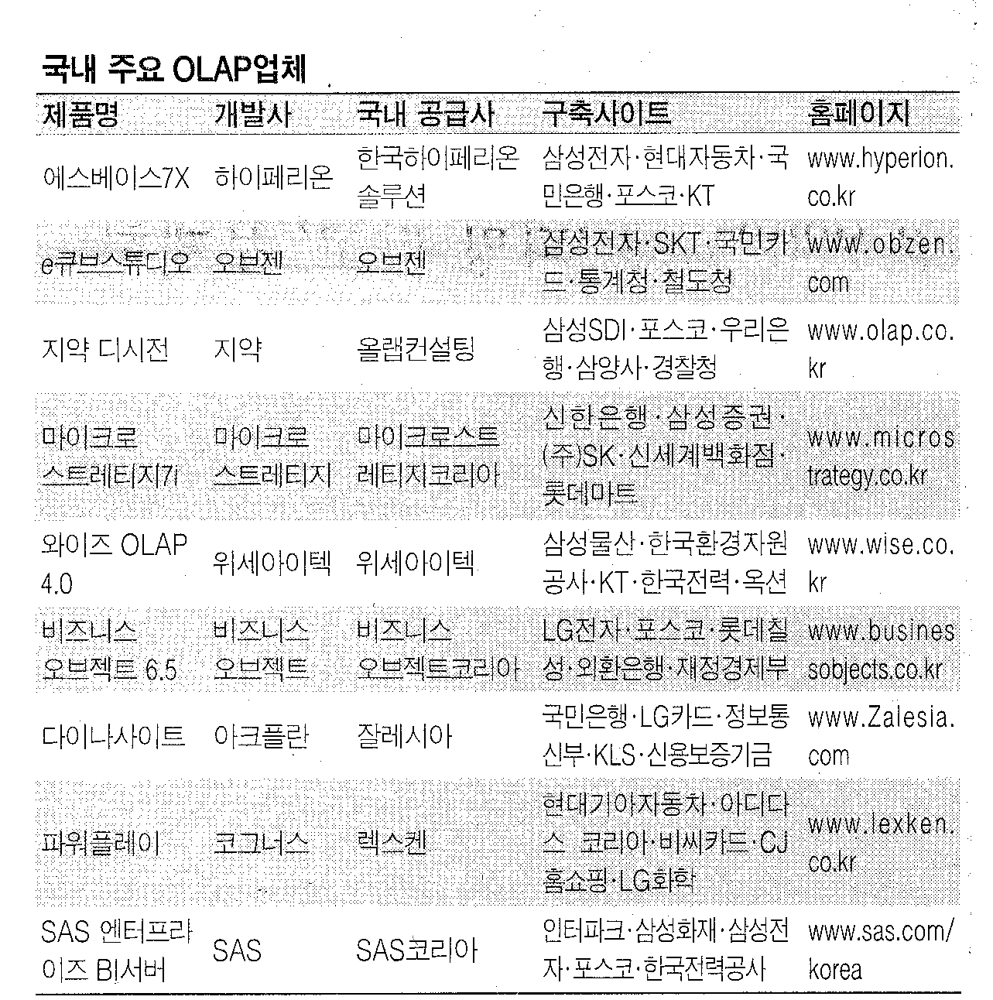 국내 주요 OLAP업체
제품명 개발사 국내 공급사 구축사이트 홈페이지
에스베이스7X 하이페리온 한국하이페리온 솔루션 삼성전자·현대자동차·국 민은행·포스코·KT www.hyperion. co.kr
e큐브스튜디오 오브젠 오브젠 삼성전자·SKT·국민카 드·통계청·철도청 www.obzen. com
지약 디시전 지약 올랩컨설팅 삼성SDI·포스코·우리은 행·삼양사·경찰청 www.olap.co. kr
마이크로 스트레티지7i 마이크로 스트레티지 마이크로스트 레티지코리아 신한은행·삼성증권· (주)SK·신세계백화점· 롯데마트 www.micros trategy.co.kr
와이즈 OLAP 4.0 위세아이텍 위세아이텍 삼성물산·한국환경자원 공사·KT·한국전력·옥션 www.wise.co. kr
비즈니스 오브젝트 6.5 비즈니스 오브젝트 비즈니스 오브젝트코리아 LG전자·포스코·롯데칠 성·외환은행·재정경제부 www.busines sobjects.co.kr
다이나사이트 아크플란 잘레시아 국민은행·LG카드·정보통 신부·KLS·신용보증기금 www.Zalesia. com
파워플레이 코그너스 렉스켄 현대기아자동차·아디다 스 코리아·비씨카드·CJ 홈쇼핑·LG화학 www.lexken. co.kr
SAS 엔터프라 이즈 BI서버 SAS SAS코리아 인터파크·삼성화재·삼성전 자·포스코·한국전력공사 www.sas.com/ korea